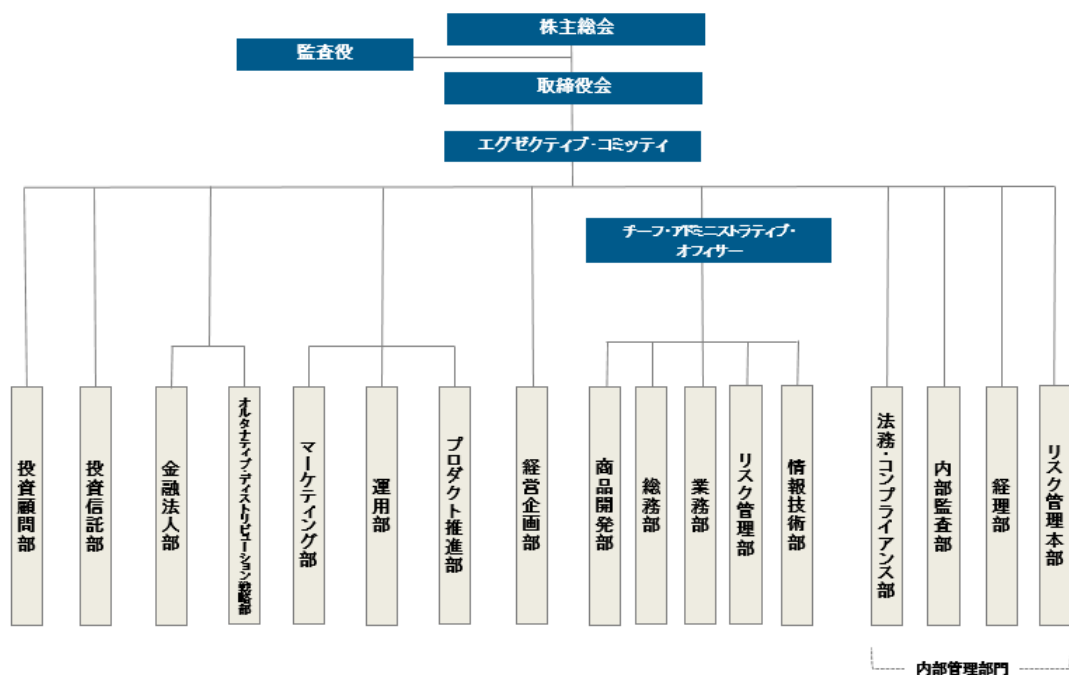 株主総会
監査役
取締役会
エグゼクティブ・コミッティ
チーフ・アドミニストラティブ・
オフィサー
投資顧問部
投資信託部
金融法人部
オルタナティブ・ディストリビューション戦略部
マーケティング部
運用部
プロダクト推進部
経営企画部
商品開発部
総務部
業務部
リスク管理部
情報技術部
法務・コンプライアンス部
内部監査部
経理部
リスク管理本部
内部管理部門